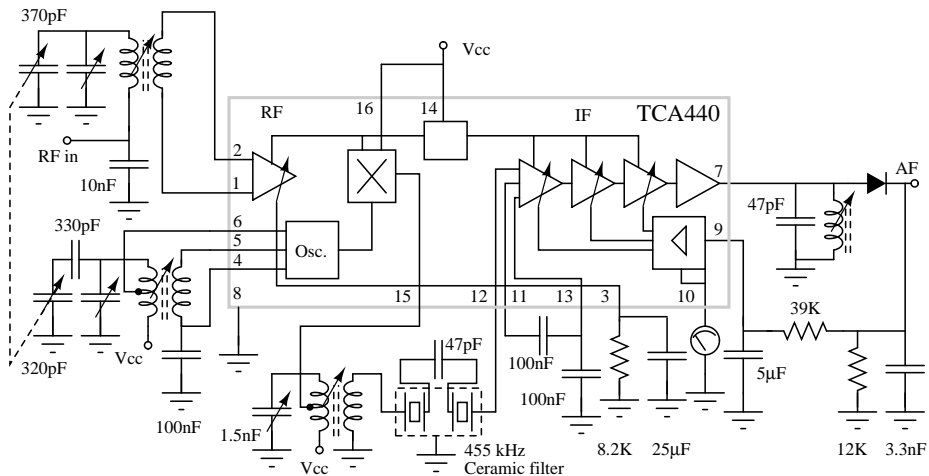 370pF
Vcc
RF
16
14
IF
TCA440
RF in
2
1
10nF
7
AF
47pF
330pF
6
5
4
Osc.
9
8
15
12
11
13
3
10
39K
320pF
Vcc
100nF
47pF
100nF
100nF
5µF
1.5nF
Vcc
455 kHz
Ceramic filter
8.2K
25µF
12K
3.3nF